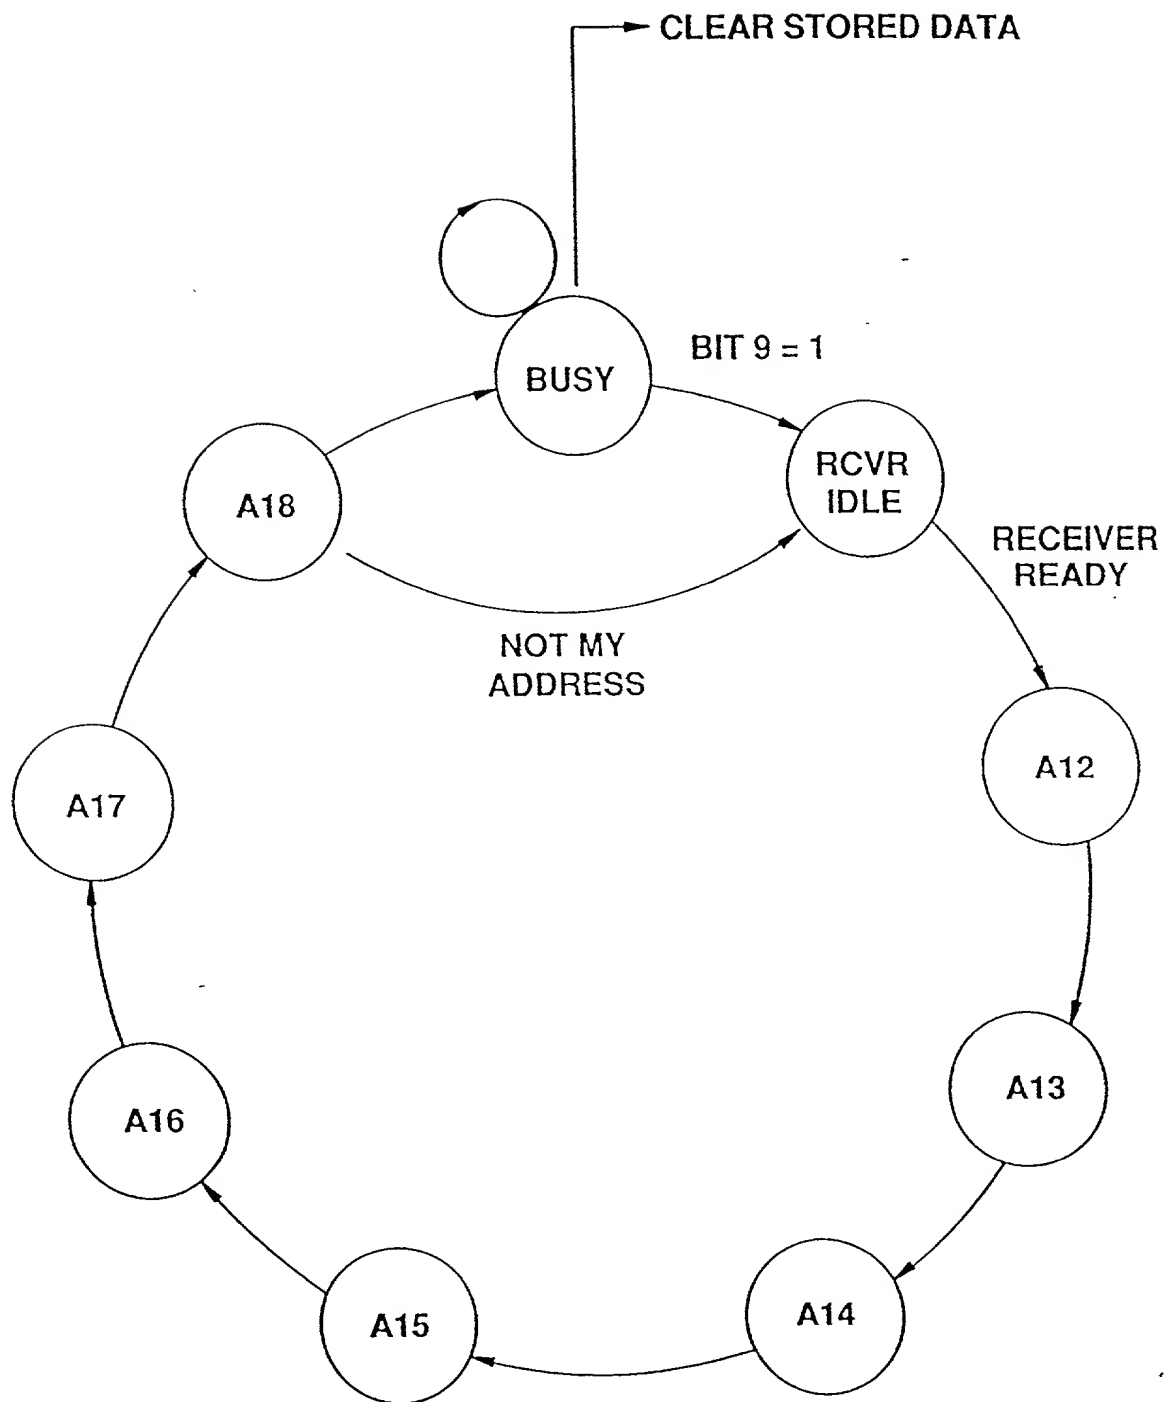 CLEAR STORED DATA
BIT 9 = 1
BUSY
RCVR
IDLE
A18
RECEIVER
READY
NOT MY
ADDRESS
A12
A17
A13
A16
A14
A15